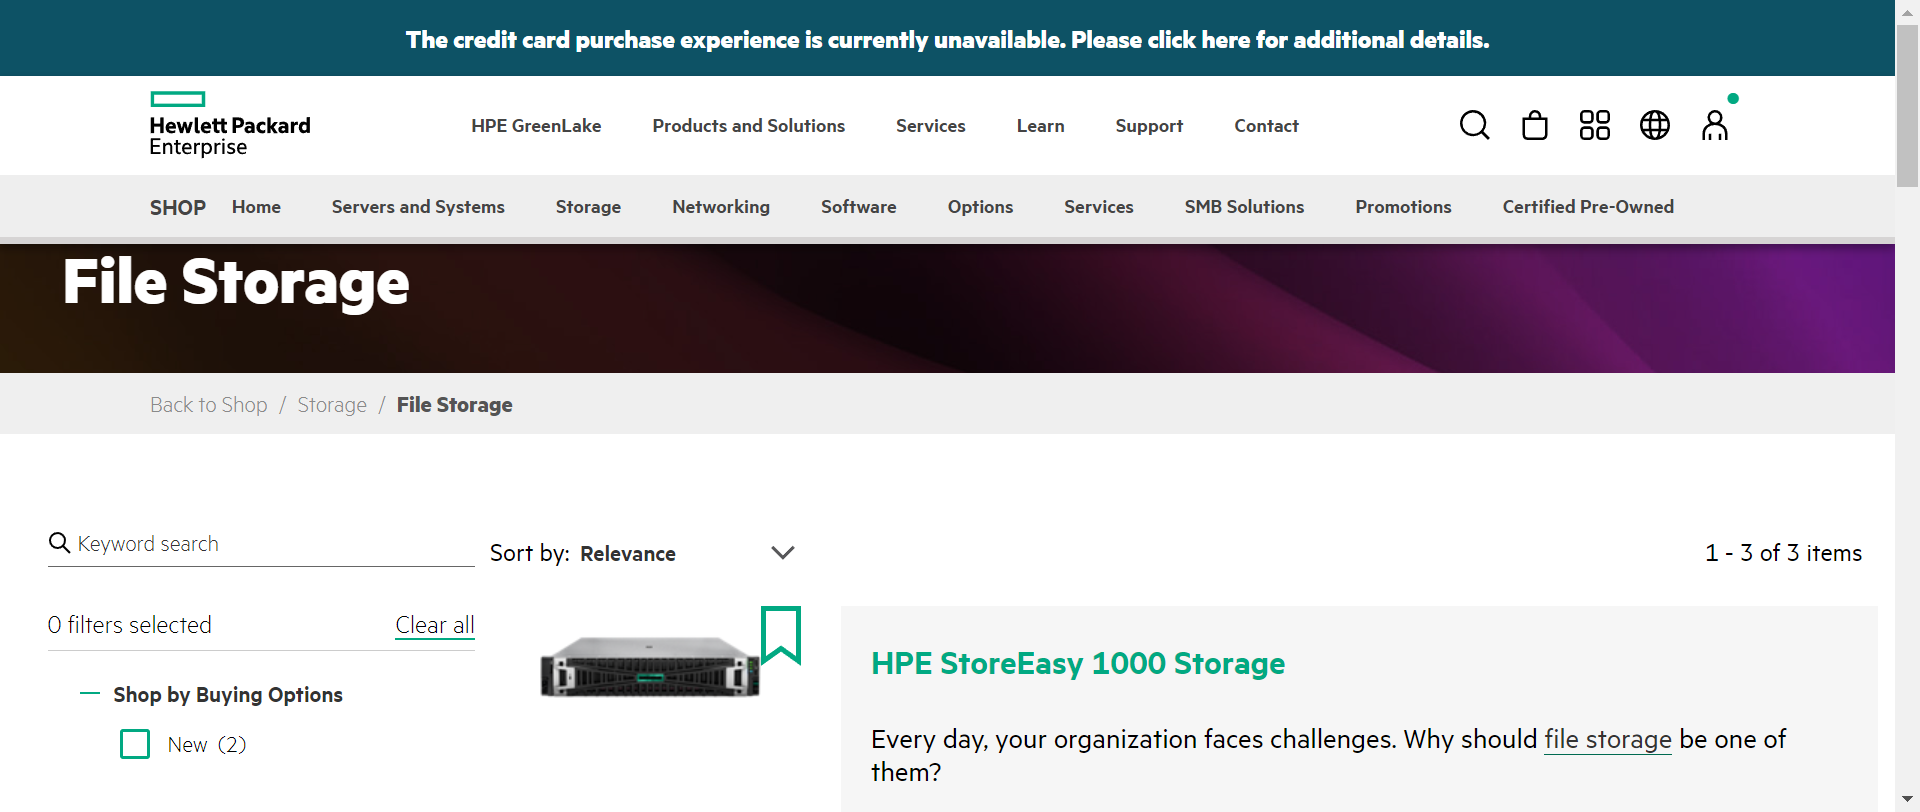 The credit card purchase experience is currently unavailable. Please click here for additional details.
Hewlett Packard
Enterprise
HPE GreenLake
Products and Solutions
Services
Learn
Support
Contact
SHOP
Home
Servers and Systems
Storage
Networking
Software
Options
Services
SMB Solutions
Promotions
Certified Pre-Owned
File Storage
Back to Shop / Storage / File Storage
Keyword search
Sort by: Relevance
1 - 3 of 3 items
0 filters selected
Clear all
Shop by Buying Options
New (2)
HPE StoreEasy 1000 Storage
Every day, your organization faces challenges. Why should file storage be one of
them?